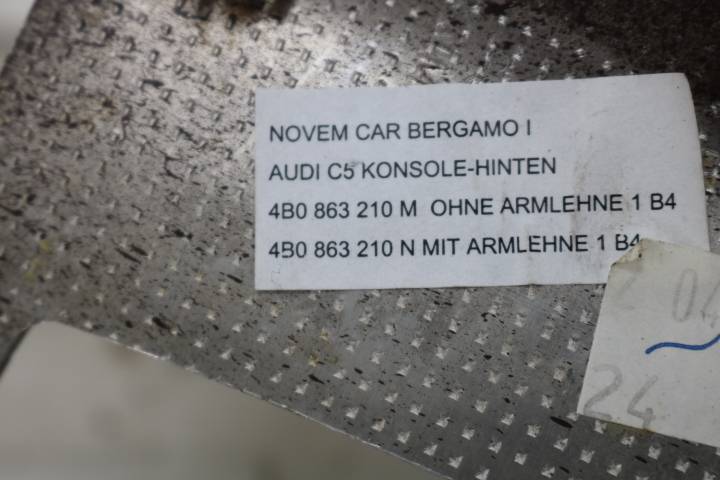 NOVEM CAR BERGAMO I
AUDI C5 KONSOLE-HINTEN
4B0 863 210 M OHNE ARMLEHNE 1 B4
4B0 863 210 N MIT ARMLEHNE 1 B4
04
24